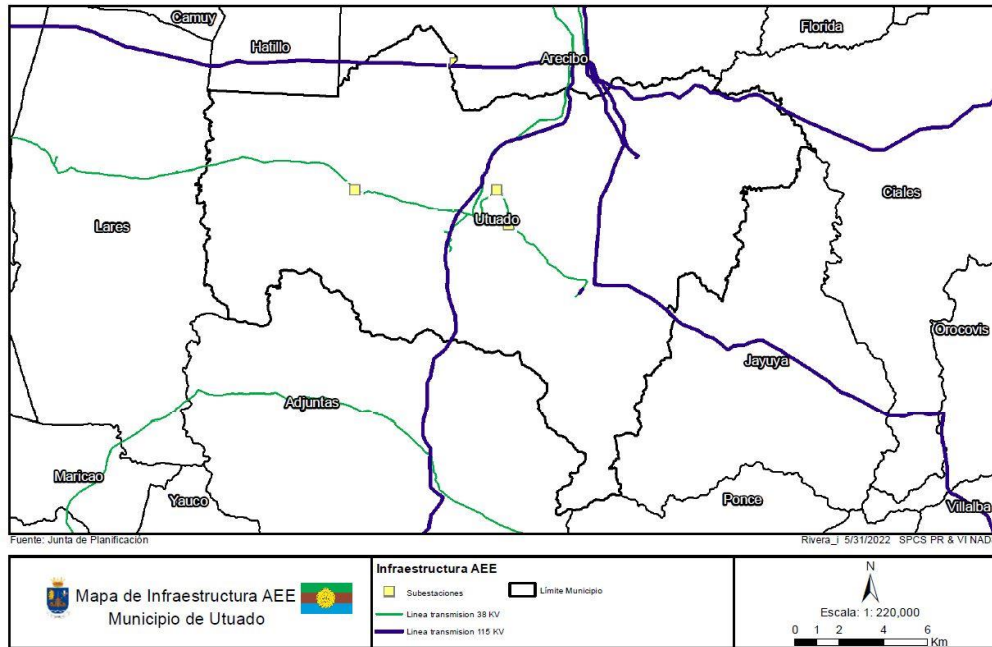 Camuy
Hatillo
Florida
Arecibo
Ciales
Lares
Utuado
Orocovis
Jayuya
Adjuntas
Maricao
Yauco
Ponce
Villalba
Fuente: Junta de Planificación
Rivera_i 5/31/2022 SPCS PR & VI NAD
Mapa de Infraestructura AEE
Municipio de Utuado
Infraestructura AEE
Subestaciones
Límite Municipio
Linea transmision 38 KV
Linea transmision 115 KV
N
Escala: 1: 220,000
0 1 2 4 6
Km